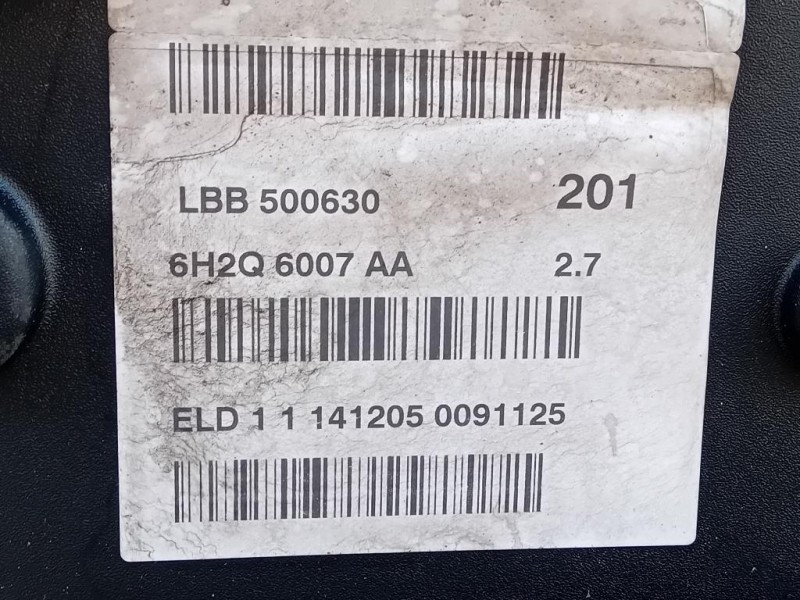 LBB 500630 201
6H2Q 6007 AA 2.7
ELD 1 1 141205 0091125